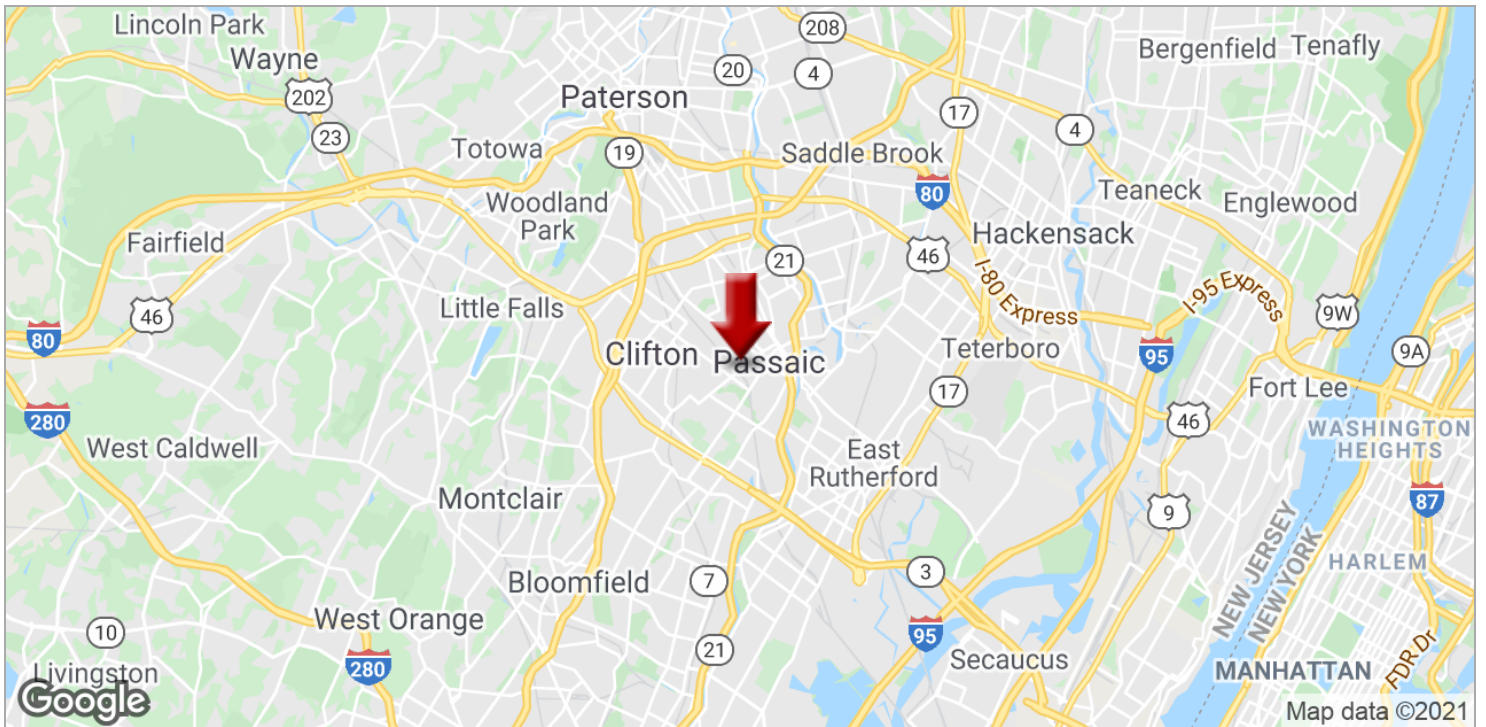 Lincoln Park
Wayne
202
23
208
20
4
Bergenfield
Tenafly
Paterson
17
4
Totowa
19
Saddle Brook
80
Teaneck
Englewood
Woodland
Park
Fairfield
Hackensack
46
21
I-80 Express
I-95 Express
46
Little Falls
9W
80
Clifton
Passaic
Teterboro
95
9A
17
Fort Lee
280
46
WASHINGTON
HEIGHTS
West Caldwell
East
Rutherford
Montclair
9
87
NEW JERSEY
NEW YORK
HARLEM
Bloomfield
7
3
West Orange
10
95
21
280
Secaucus
MANHATTAN
FDR Dr
Livingston
Google
Map data ©2021